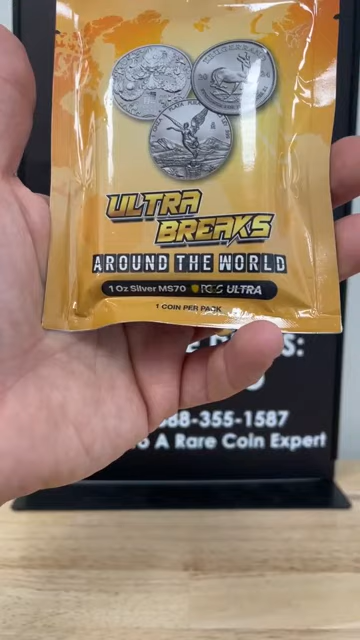 ULTRA
BREAKS
AROUND THE WORLD
1 Oz Silver MS70 PCGS ULTRA
1 COIN PER PACK
S:
88-355-1587
o A Rare Coin Expert